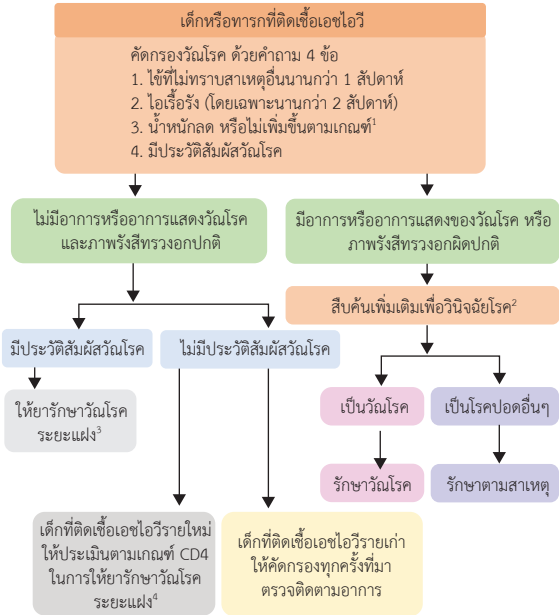 เด็กหรือทารกที่ติดเชื้อเอชไอวี
คัดกรองวัณโรค ด้วยคำถาม 4 ข้อ
1. ไข้ที่ไม่ทราบสาเหตุอื่นนานกว่า 1 สัปดาห์
2. ไอเรื้อรัง (โดยเฉพาะนานกว่า 2 สัปดาห์)
3. น้ำหนักลด หรือไม่เพิ่มขึ้นตามเกณฑ์¹
4. มีประวัติสัมผัสวัณโรค
ไม่มีอาการหรืออาการแสดงวัณโรค
และภาพรังสีทรวงอกปกติ
มีอาการหรืออาการแสดงของวัณโรค หรือ
ภาพรังสีทรวงอกผิดปกติ
สืบค้นเพิ่มเติมเพื่อวินิจฉัยโรค²
มีประวัติสัมผัสวัณโรค
ไม่มีประวัติสัมผัสวัณโรค
ให้ยารักษาวัณโรค
ระยะแฝง³
เป็นวัณโรค
เป็นโรคปอดอื่นๆ
รักษาวัณโรค
รักษาตามสาเหตุ
เด็กที่ติดเชื้อเอชไอวีรายใหม่
ให้ประเมินตามเกณฑ์ CD4
ในการให้ยารักษาวัณโรค
ระยะแฝง⁴
เด็กที่ติดเชื้อเอชไอวีรายเก่า
ให้คัดกรองทุกครั้งที่มา
ตรวจติดตามอาการ